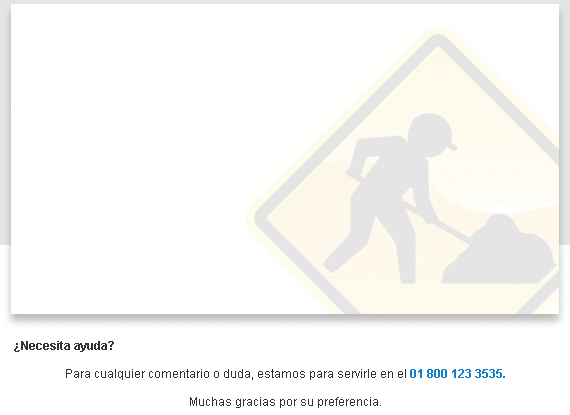 ¿Necesita ayuda?
Para cualquier comentario o duda, estamos para servirle en el 01 800 123 3535.
Muchas gracias por su preferencia.